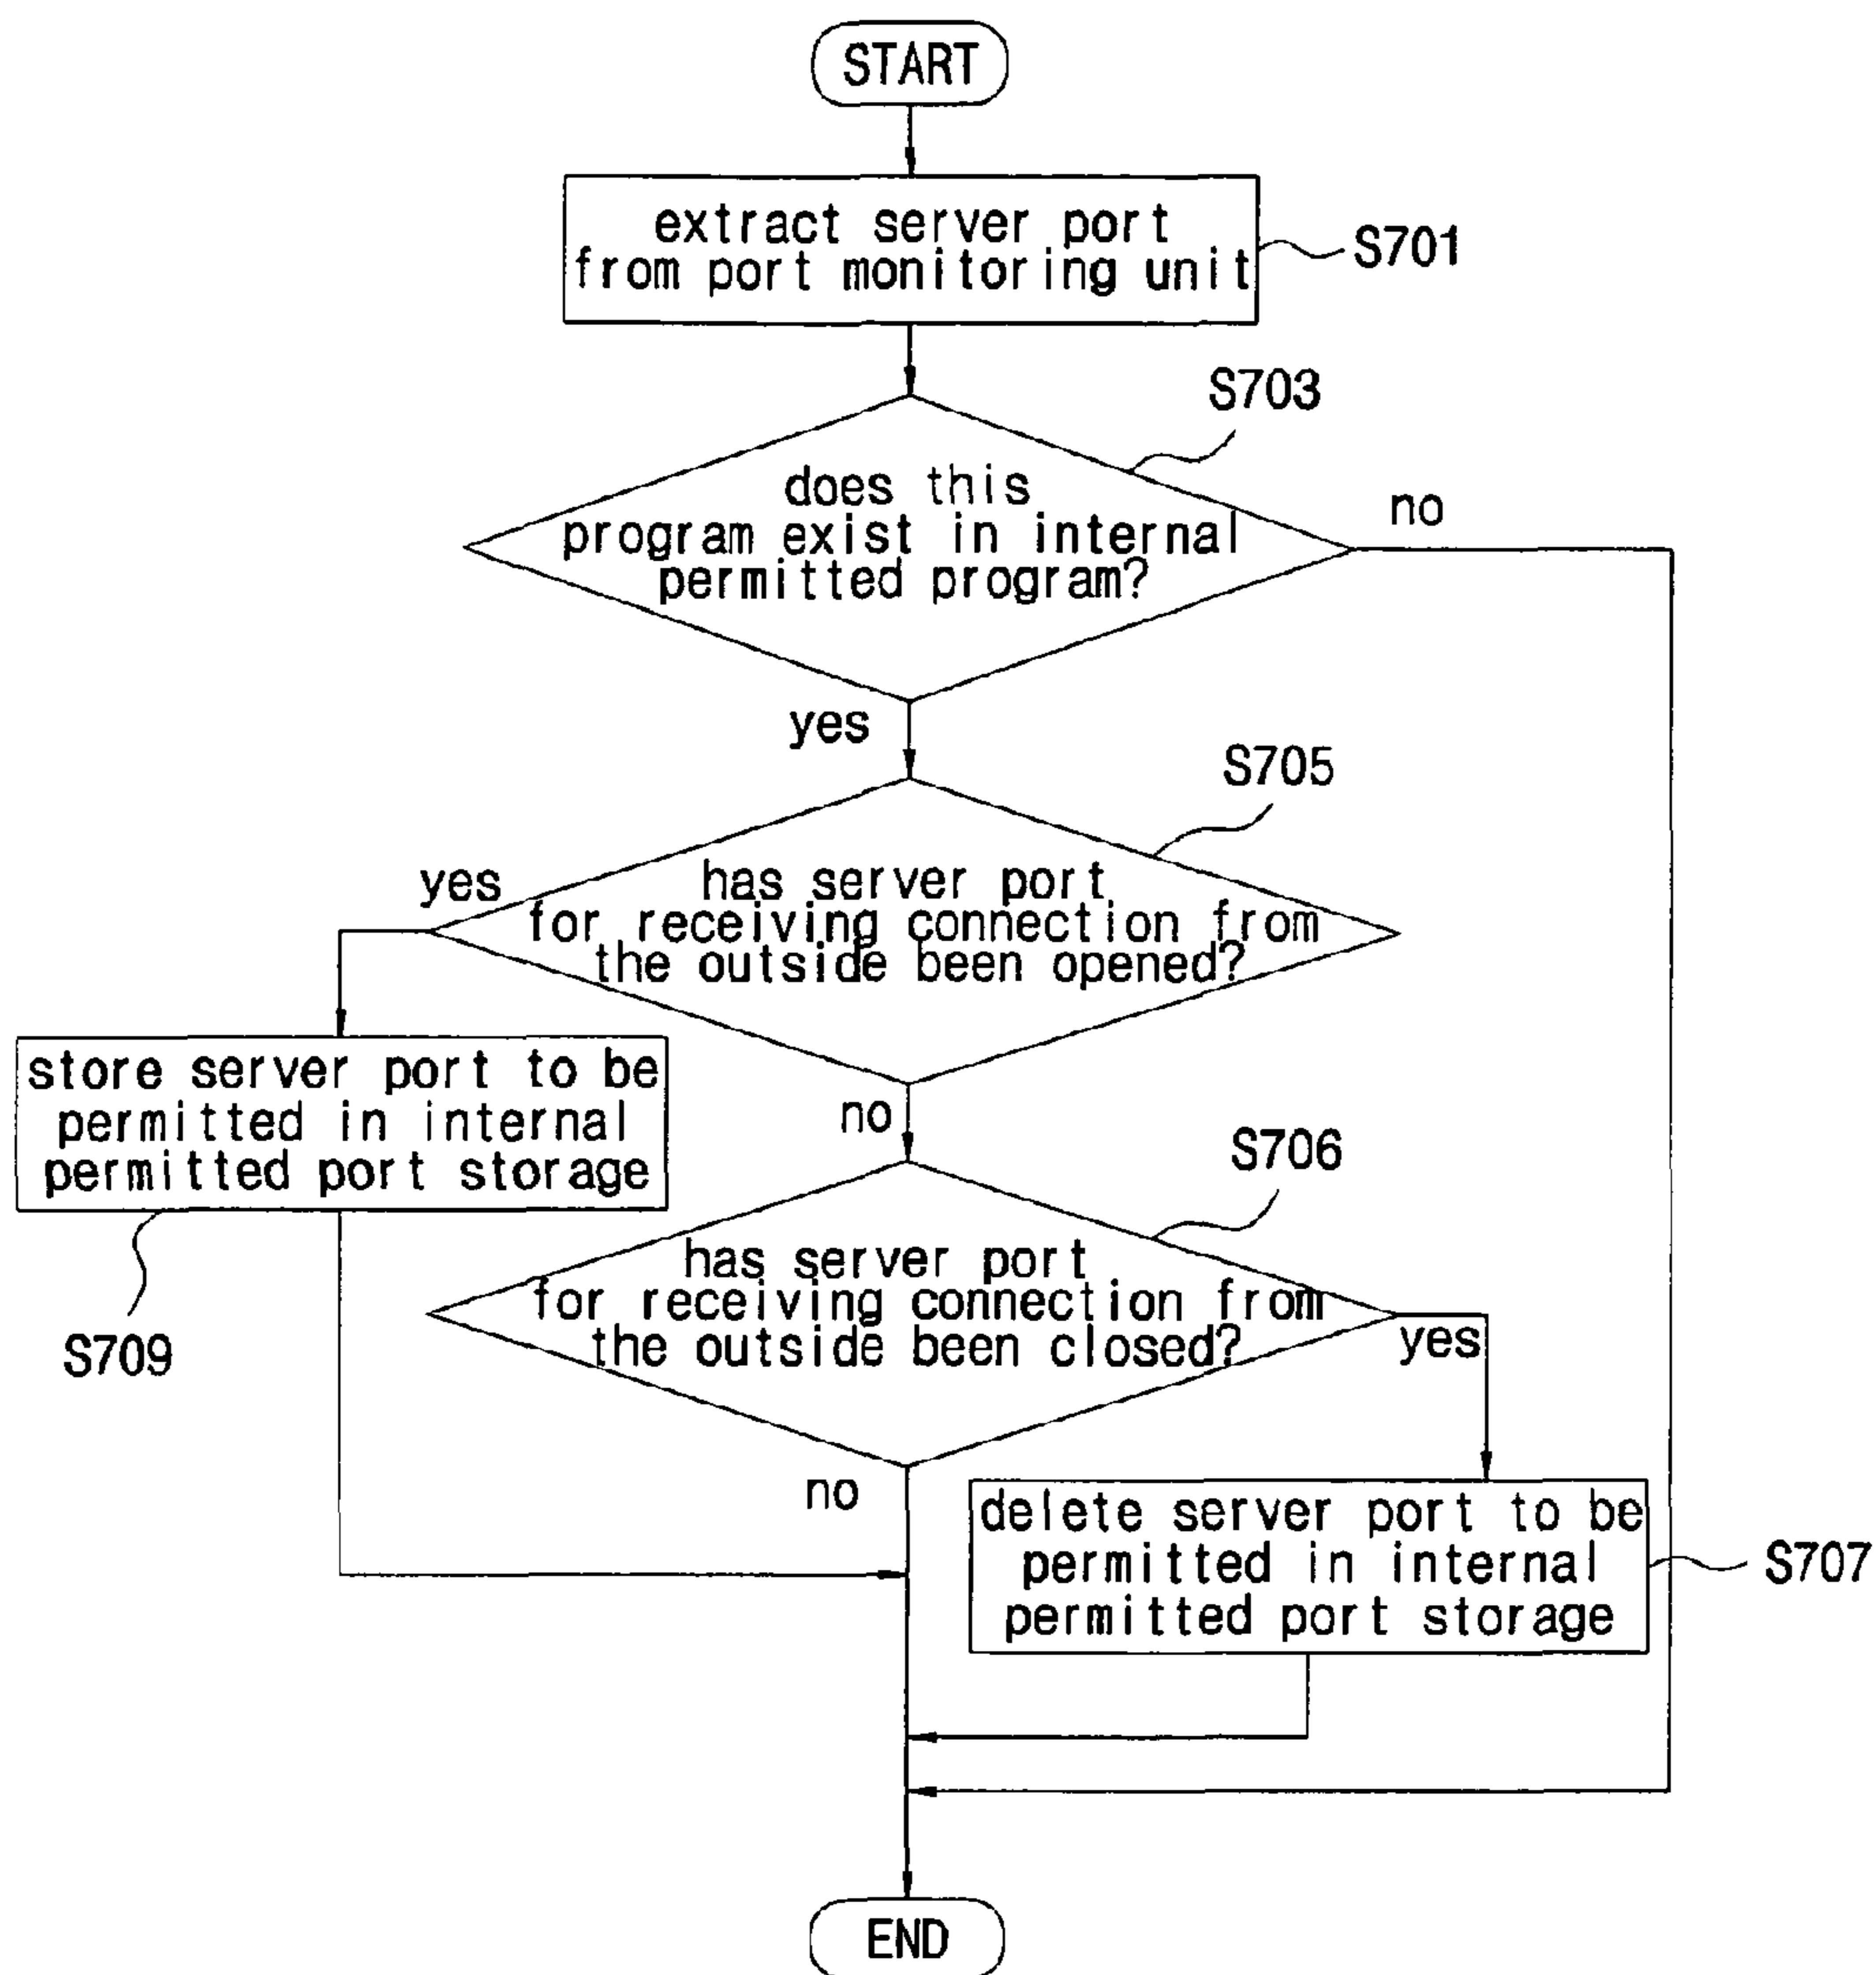 START
extract server port
from port monitoring unit
S701
S703
does this
program exist in internal
permitted program?
no
yes
S705
has server port
for receiving connection from
the outside been opened?
yes
store server port to be
permitted in internal
permitted port storage
S709
no
S706
has server port
for receiving connection from
the outside been closed?
yes
no
delete server port to be
permitted in internal
permitted port storage
S707
END